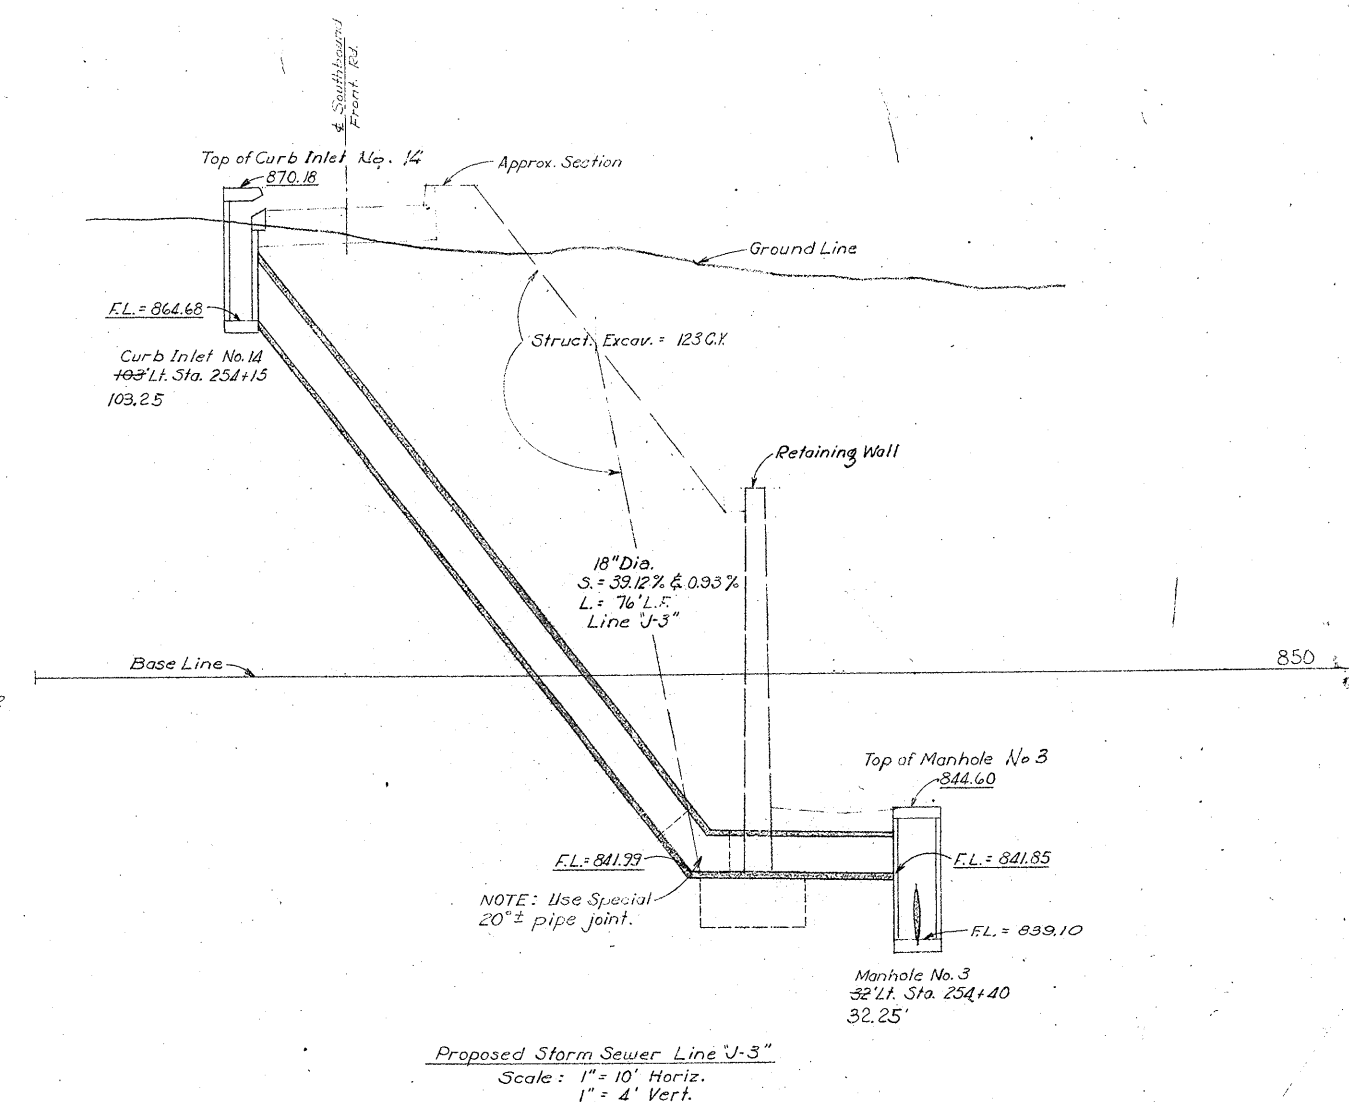 ₵ Southbound
Front. Rd.
Top of Curb Inlet No. 14
870.18
Approx. Section
Ground Line
F.L. = 864.68
Struct. Excav. = 123 C.Y.
Curb Inlet No. 14
103' Lt. Sta. 254+15
103.25
Retaining Wall
18" Dia.
S. = 39.12% & 0.93%
L. = 76' L.F.
Line "J-3"
Base Line
850
Top of Manhole No 3
844.60
F.L. = 841.99
F.L. = 841.85
NOTE: Use Special
20°± pipe joint.
F.L. = 839.10
Manhole No. 3
32' Lt. Sta. 254+40
32.25'
Proposed Storm Sewer Line "J-3"
Scale: 1" = 10' Horiz.
1" = 4' Vert.